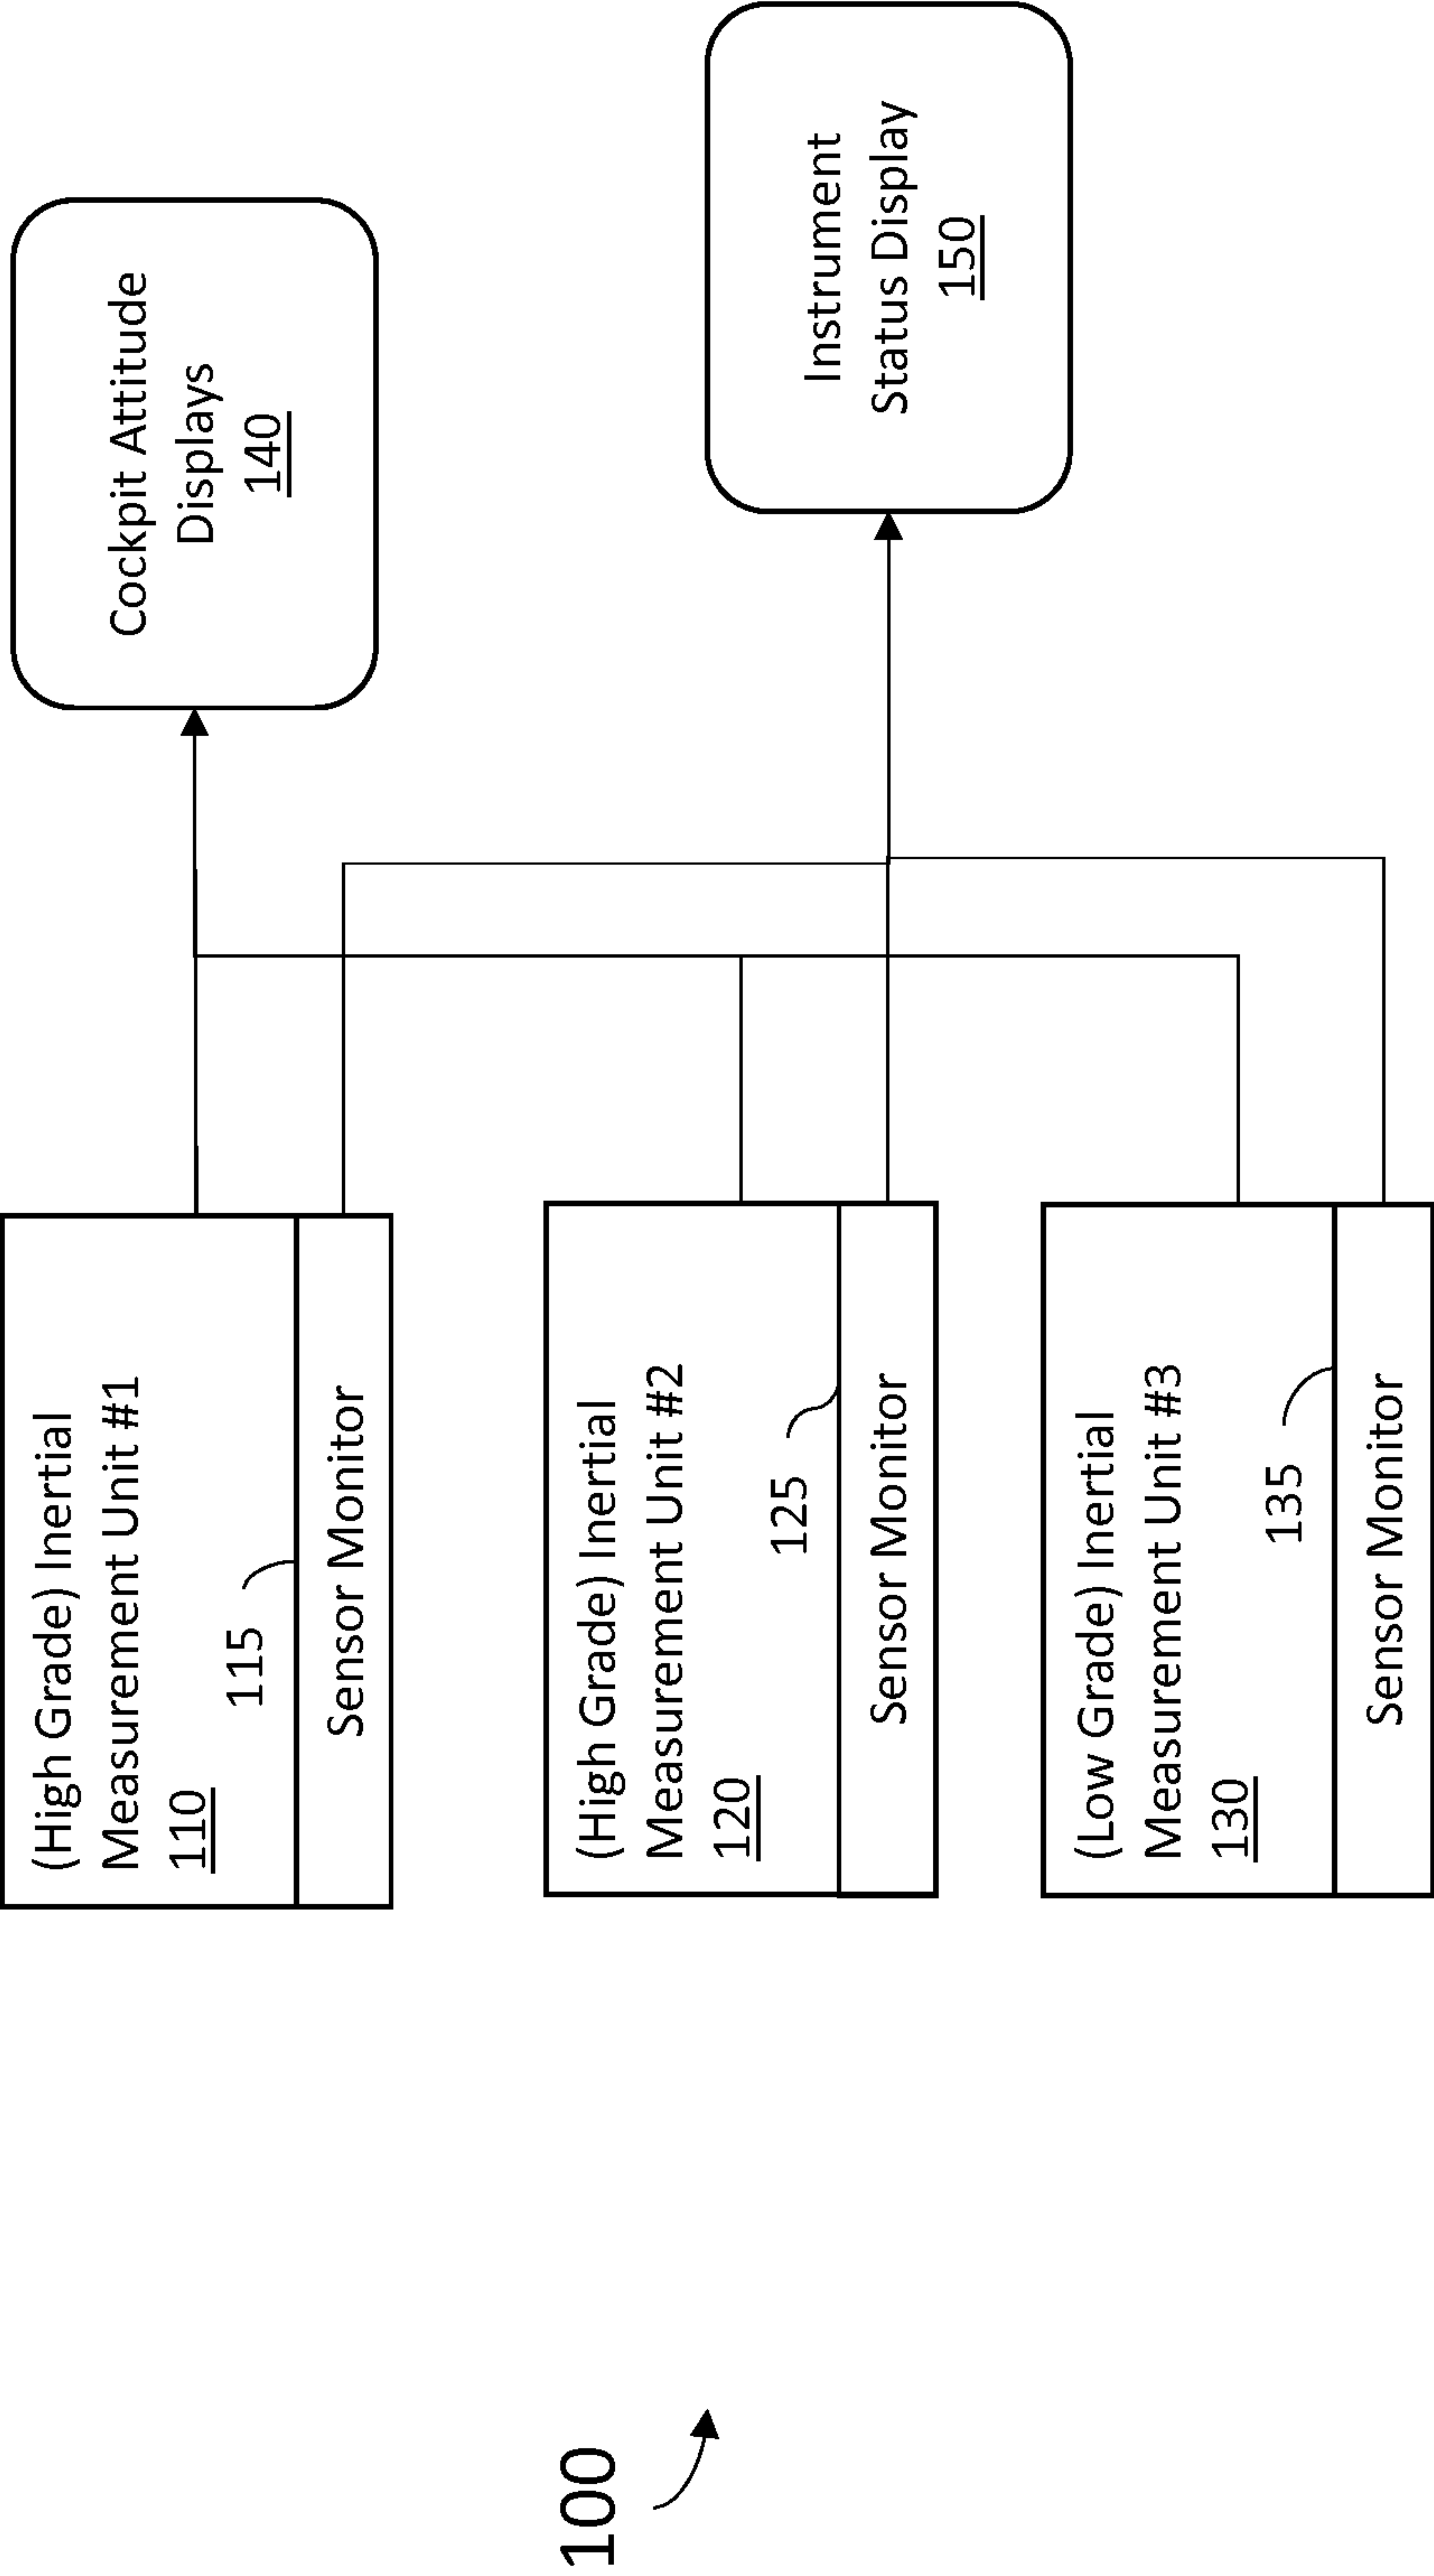 100
(High Grade) Inertial
Measurement Unit #1
110
115
Sensor Monitor
(High Grade) Inertial
Measurement Unit #2
120
125
Sensor Monitor
(Low Grade) Inertial
Measurement Unit #3
130
135
Sensor Monitor
Cockpit Attitude
Displays
140
Instrument
Status Display
150